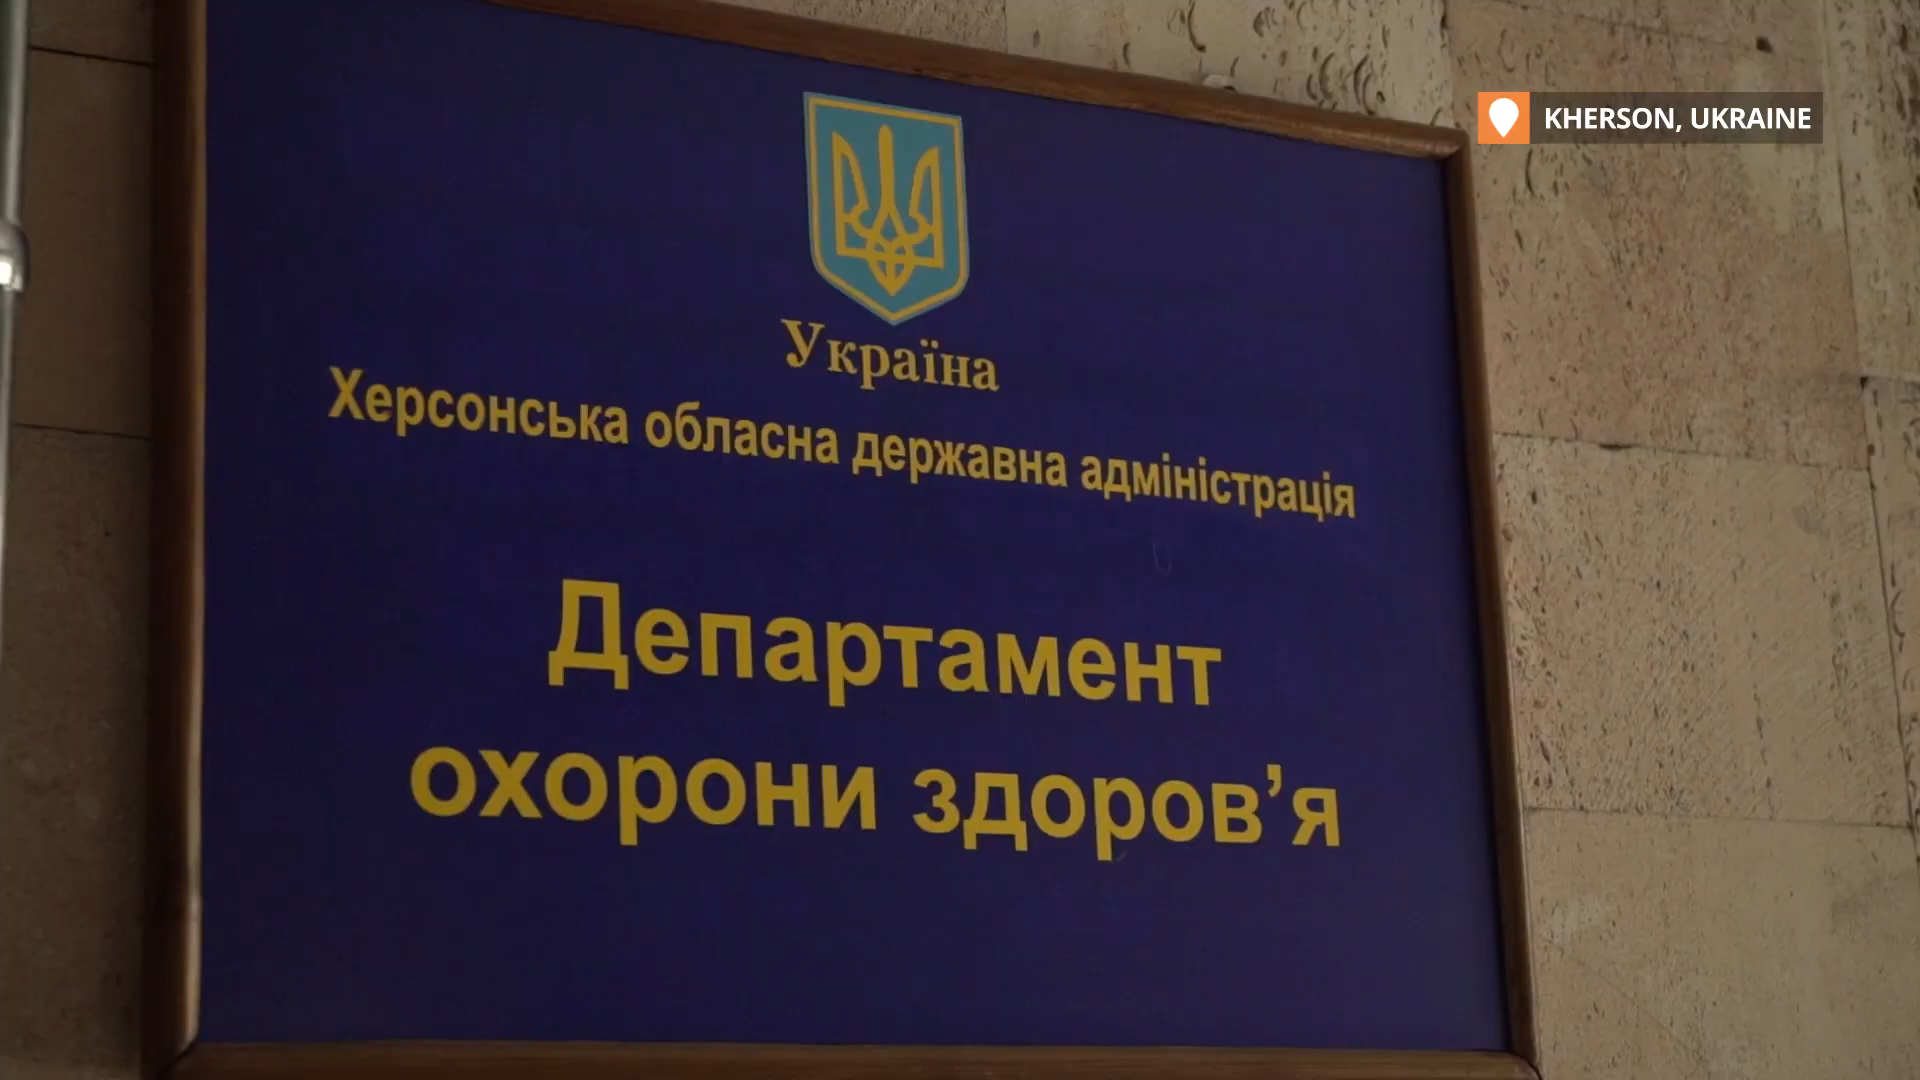 KHERSON, UKRAINE
Україна
Херсонська обласна державна адміністрація
Департамент
охорони здоров’я